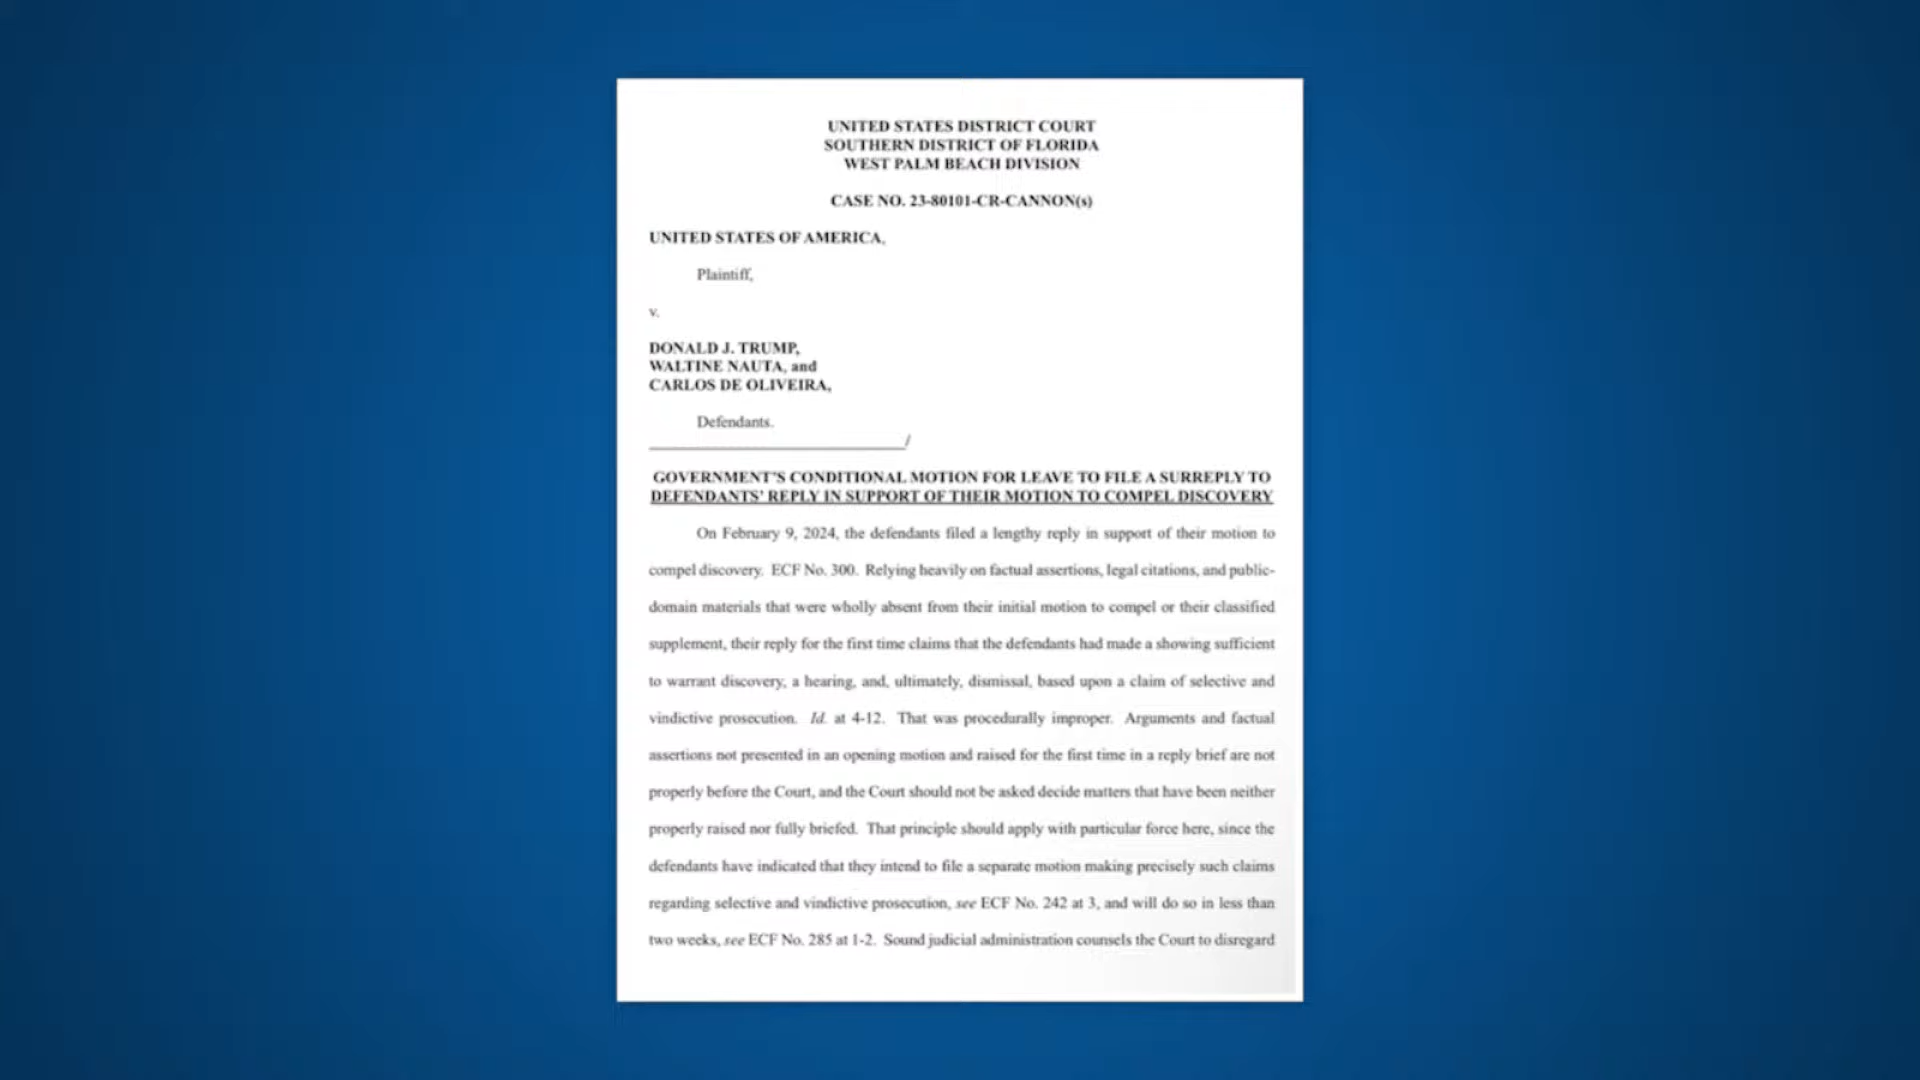 UNITED STATES DISTRICT COURT
SOUTHERN DISTRICT OF FLORIDA
WEST PALM BEACH DIVISION
CASE NO. 23-80101-CR-CANNON(s)
UNITED STATES OF AMERICA,
Plaintiff,
v.
DONALD J. TRUMP,
WALTINE NAUTA, and
CARLOS DE OLIVEIRA,
Defendants.
/
GOVERNMENT'S CONDITIONAL MOTION FOR LEAVE TO FILE A SURREPLY TO
DEFENDANTS' REPLY IN SUPPORT OF THEIR MOTION TO COMPEL DISCOVERY
On February 9, 2024, the defendants filed a lengthy reply in support of their motion to
compel discovery. ECF No. 300. Relying heavily on factual assertions, legal citations, and public-
domain materials that were wholly absent from their initial motion to compel or their classified
supplement, their reply for the first time claims that the defendants had made a showing sufficient
to warrant discovery, a hearing, and, ultimately, dismissal, based upon a claim of selective and
vindictive prosecution. Id. at 4-12. That was procedurally improper. Arguments and factual
assertions not presented in an opening motion and raised for the first time in a reply brief are not
properly before the Court, and the Court should not be asked decide matters that have been neither
properly raised nor fully briefed. That principle should apply with particular force here, since the
defendants have indicated that they intend to file a separate motion making precisely such claims
regarding selective and vindictive prosecution, see ECF No. 242 at 3, and will do so in less than
two weeks, see ECF No. 285 at 1-2. Sound judicial administration counsels the Court to disregard